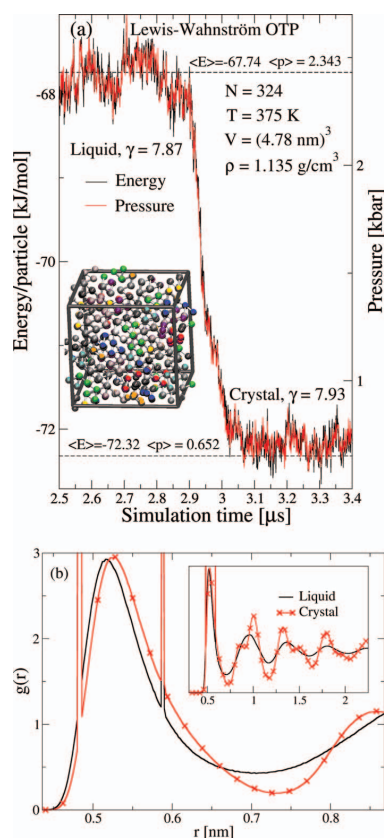 (a)
Lewis-Wahnström OTP
<E>=-67.74 <p> = 2.343
N = 324
T = 375 K
V = (4.78 nm)³
ρ = 1.135 g/cm³
Liquid, γ = 7.87
Energy
Pressure
Crystal, γ = 7.93
<E>=-72.32 <p> = 0.652
Energy/particle [kJ/mol]
-68
-70
-72
Pressure [kbar]
2
1
2.5 2.6 2.7 2.8 2.9 3 3.1 3.2 3.3 3.4
Simulation time [μs]
(b)
Liquid
Crystal
0.5 1 1.5 2
g(r)
3
2
1
0
0.5 0.6 0.7 0.8
r [nm]